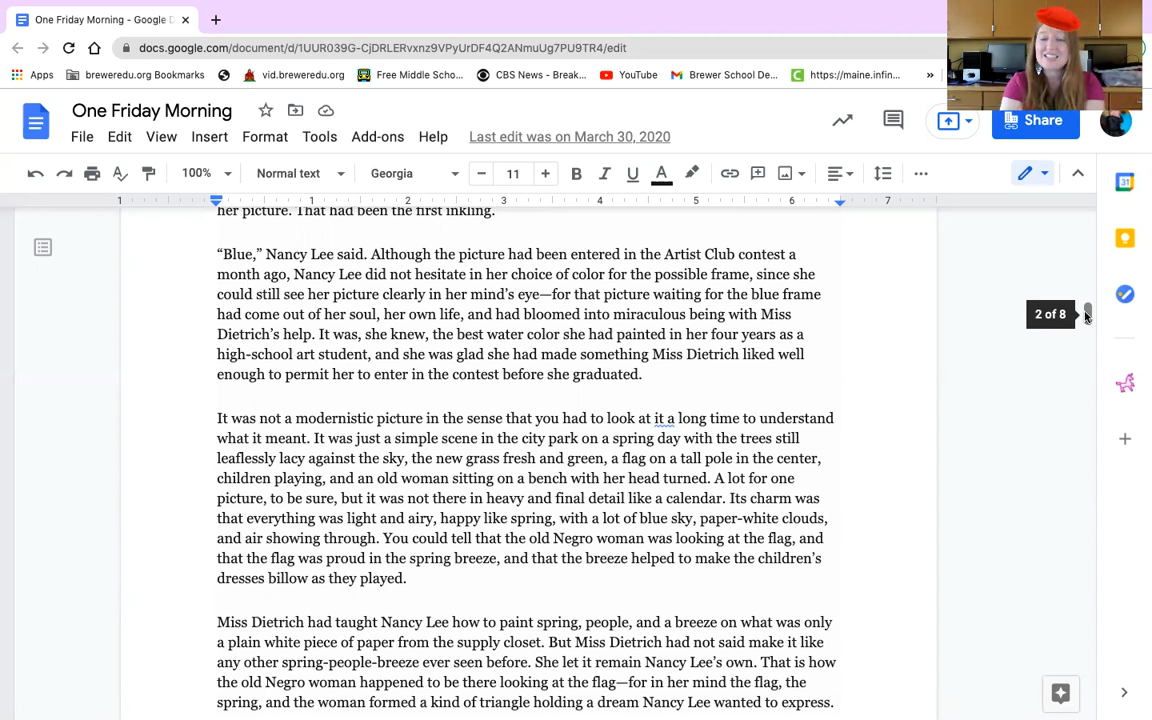 One Friday Morning - Google D
docs.google.com/document/d/1UUR039G-CjDRLERvxnz9VPyUrDF4Q2ANmuUg7PU9TR4/edit
Apps
breweredu.org Bookmarks
vid.breweredu.org
Free Middle Scho...
CBS News - Break...
YouTube
Brewer School De...
https://maine.infin...
»
One Friday Morning
File Edit View Insert Format Tools Add-ons Help Last edit was on March 30, 2020
Share
100% Normal text Georgia 11 B I U A
1 1 2 3 4 5 6 7
her picture. That had been the first inkling.
“Blue,” Nancy Lee said. Although the picture had been entered in the Artist Club contest a
month ago, Nancy Lee did not hesitate in her choice of color for the possible frame, since she
could still see her picture clearly in her mind’s eye—for that picture waiting for the blue frame
had come out of her soul, her own life, and had bloomed into miraculous being with Miss
Dietrich’s help. It was, she knew, the best water color she had painted in her four years as a
high-school art student, and she was glad she had made something Miss Dietrich liked well
enough to permit her to enter in the contest before she graduated.
It was not a modernistic picture in the sense that you had to look at it a long time to understand
what it meant. It was just a simple scene in the city park on a spring day with the trees still
leaflessly lacy against the sky, the new grass fresh and green, a flag on a tall pole in the center,
children playing, and an old woman sitting on a bench with her head turned. A lot for one
picture, to be sure, but it was not there in heavy and final detail like a calendar. Its charm was
that everything was light and airy, happy like spring, with a lot of blue sky, paper-white clouds,
and air showing through. You could tell that the old Negro woman was looking at the flag, and
that the flag was proud in the spring breeze, and that the breeze helped to make the children’s
dresses billow as they played.
Miss Dietrich had taught Nancy Lee how to paint spring, people, and a breeze on what was only
a plain white piece of paper from the supply closet. But Miss Dietrich had not said make it like
any other spring-people-breeze ever seen before. She let it remain Nancy Lee’s own. That is how
the old Negro woman happened to be there looking at the flag—for in her mind the flag, the
spring, and the woman formed a kind of triangle holding a dream Nancy Lee wanted to express.
2 of 8
31